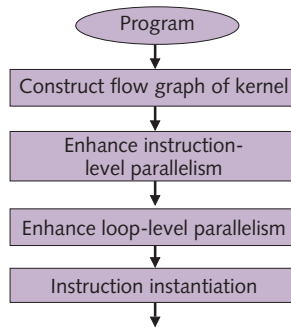 Program
Construct flow graph of kernel
Enhance instruction-
level parallelism
Enhance loop-level parallelism
Instruction instantiation